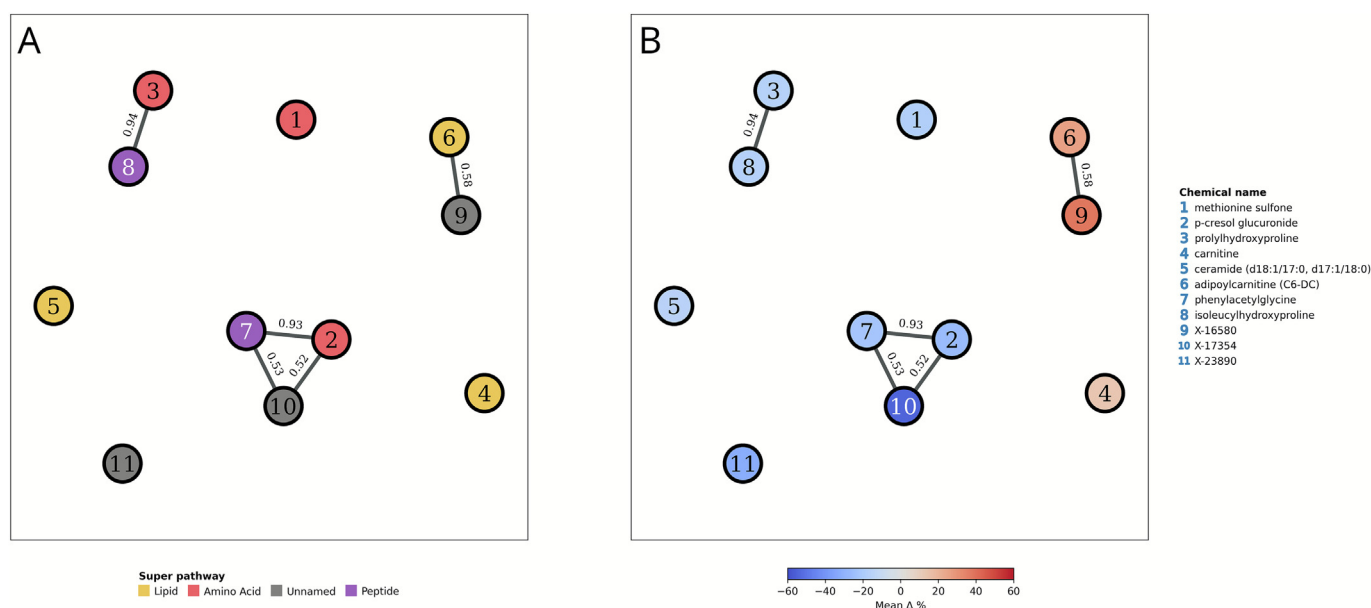 A
3
0.94
8
1
6
0.58
9
5
7
0.93
2
0.53
0.52
10
4
11
Super pathway
Lipid Amino Acid Unnamed Peptide
B
3
0.94
8
1
6
0.58
9
5
7
0.93
2
0.53
0.52
10
4
11
−60 −40 −20 0 20 40 60
Mean Δ %
Chemical name
1 methionine sulfone
2 p-cresol glucuronide
3 prolylhydroxyproline
4 carnitine
5 ceramide (d18:1/17:0, d17:1/18:0)
6 adipoylcarnitine (C6-DC)
7 phenylacetylglycine
8 isoleucylhydroxyproline
9 X-16580
10 X-17354
11 X-23890